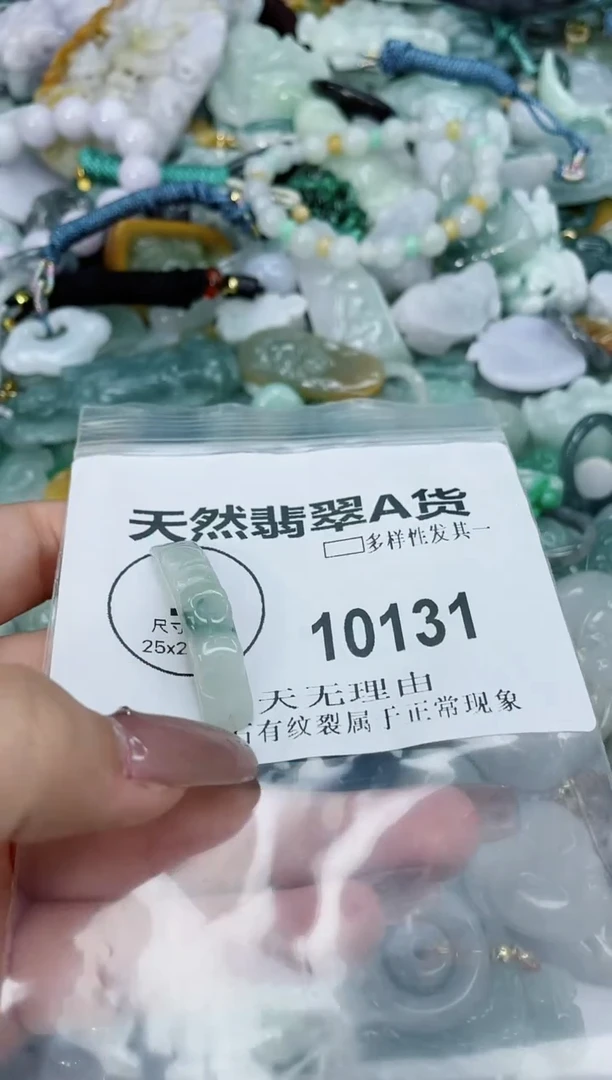 天然翡翠A货
多样性发其一
尺寸
25x2
10131
天无理由
石有纹裂属于正常现象